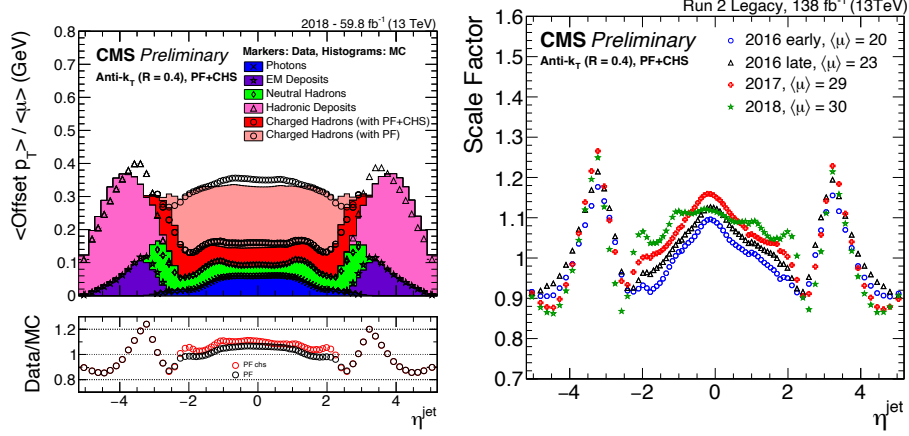 2018 - 59.8 fb⁻¹ (13 TeV)
<Offset p_T> / <μ> (GeV)
0.8
0.7
0.6
0.5
0.4
0.3
0.2
0.1
0
CMS Preliminary
Anti-k_T (R = 0.4), PF+CHS
Markers: Data, Histograms: MC
Photons
EM Deposits
Neutral Hadrons
Hadronic Deposits
Charged Hadrons (with PF+CHS)
Charged Hadrons (with PF)
Data/MC
1.2
1
0.8
PF chs
PF
−4 −2 0 2 4
η^jet
Run 2 Legacy, 138 fb⁻¹ (13TeV)
Scale Factor
1.6
1.5
1.4
1.3
1.2
1.1
1.0
0.9
0.8
0.7
CMS Preliminary
Anti-k_T (R = 0.4), PF+CHS
2016 early, ⟨μ⟩ = 20
2016 late, ⟨μ⟩ = 23
2017, ⟨μ⟩ = 29
2018, ⟨μ⟩ = 30
−4 −2 0 2 4
η^jet